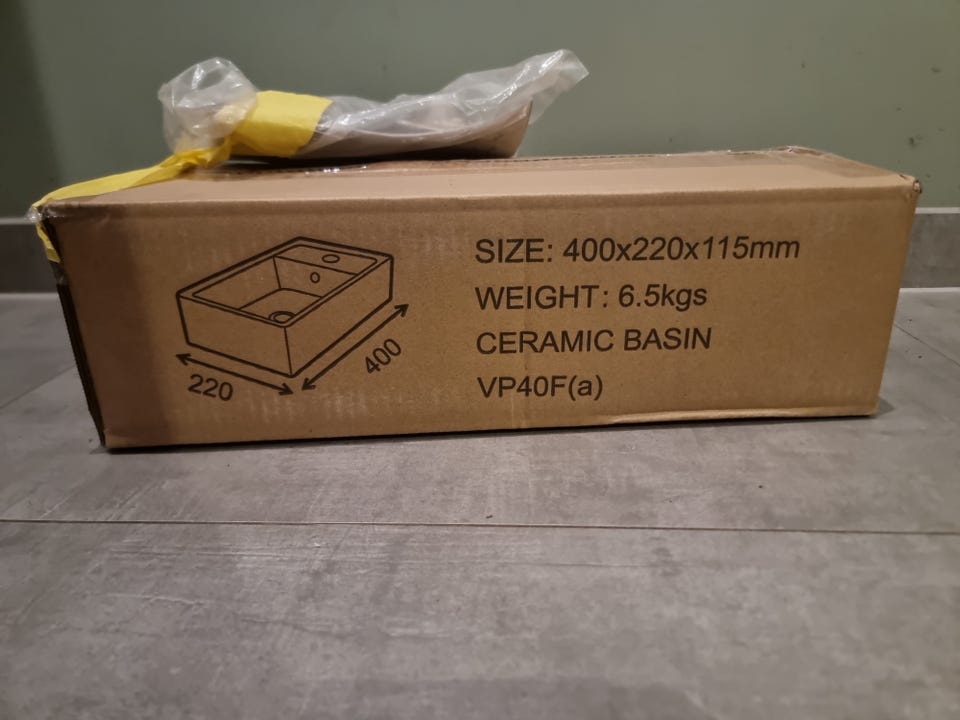 SIZE: 400x220x115mm
WEIGHT: 6.5kgs
CERAMIC BASIN
VP40F(a)
220
400